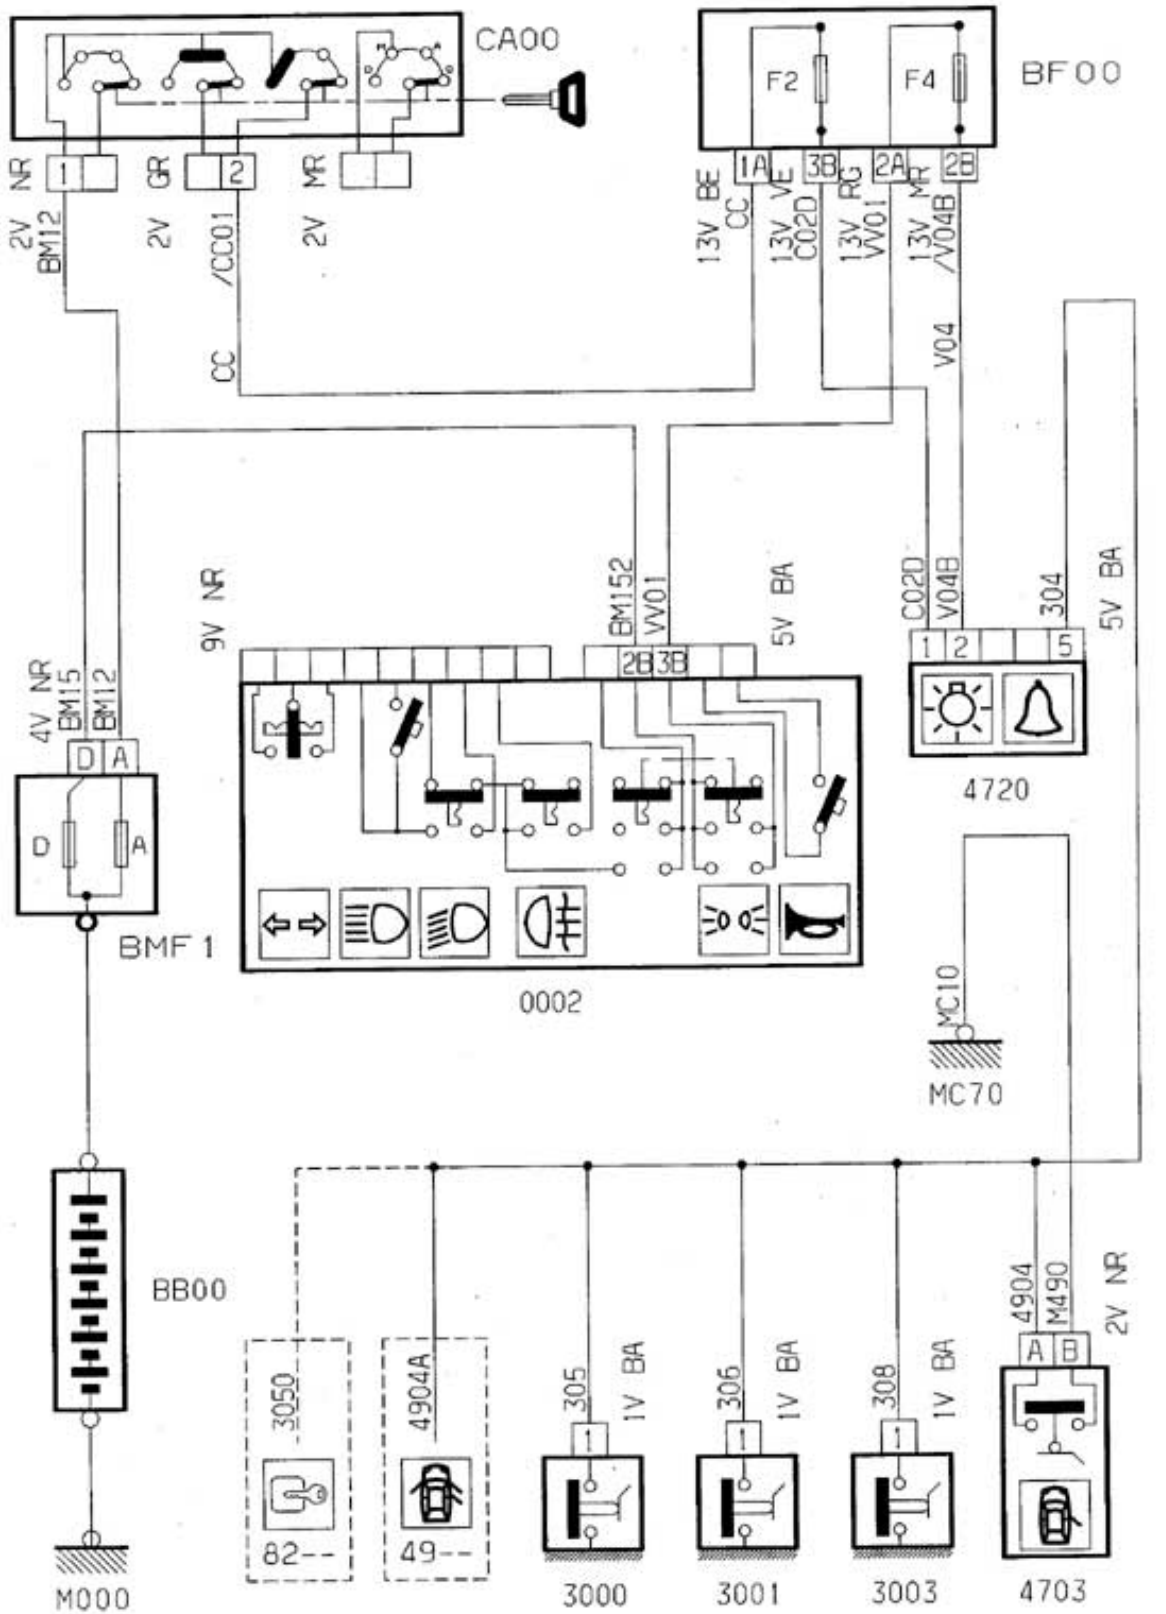 CA00
M
A
D
D
1
2
2V NR
BM12
2V GR
/CC01
2V MR
CC
F2
F4
BF00
1A
3B
2A
2B
13V BE
CC
13V VE
C02D
13V RG
VV01
13V MR
/V04B
V04
9V NR
BM152
VV01
5V BA
2B
3B
0002
C02D
V04B
304
5V BA
1
2
5
4720
4V NR
BM15
BM12
D
A
D
A
BMF1
MC10
MC70
BB00
M000
3050
82--
4904A
49--
305
1V BA
1
3000
306
1V BA
1
3001
308
1V BA
1
3003
4904
M490
2V NR
A
B
4703